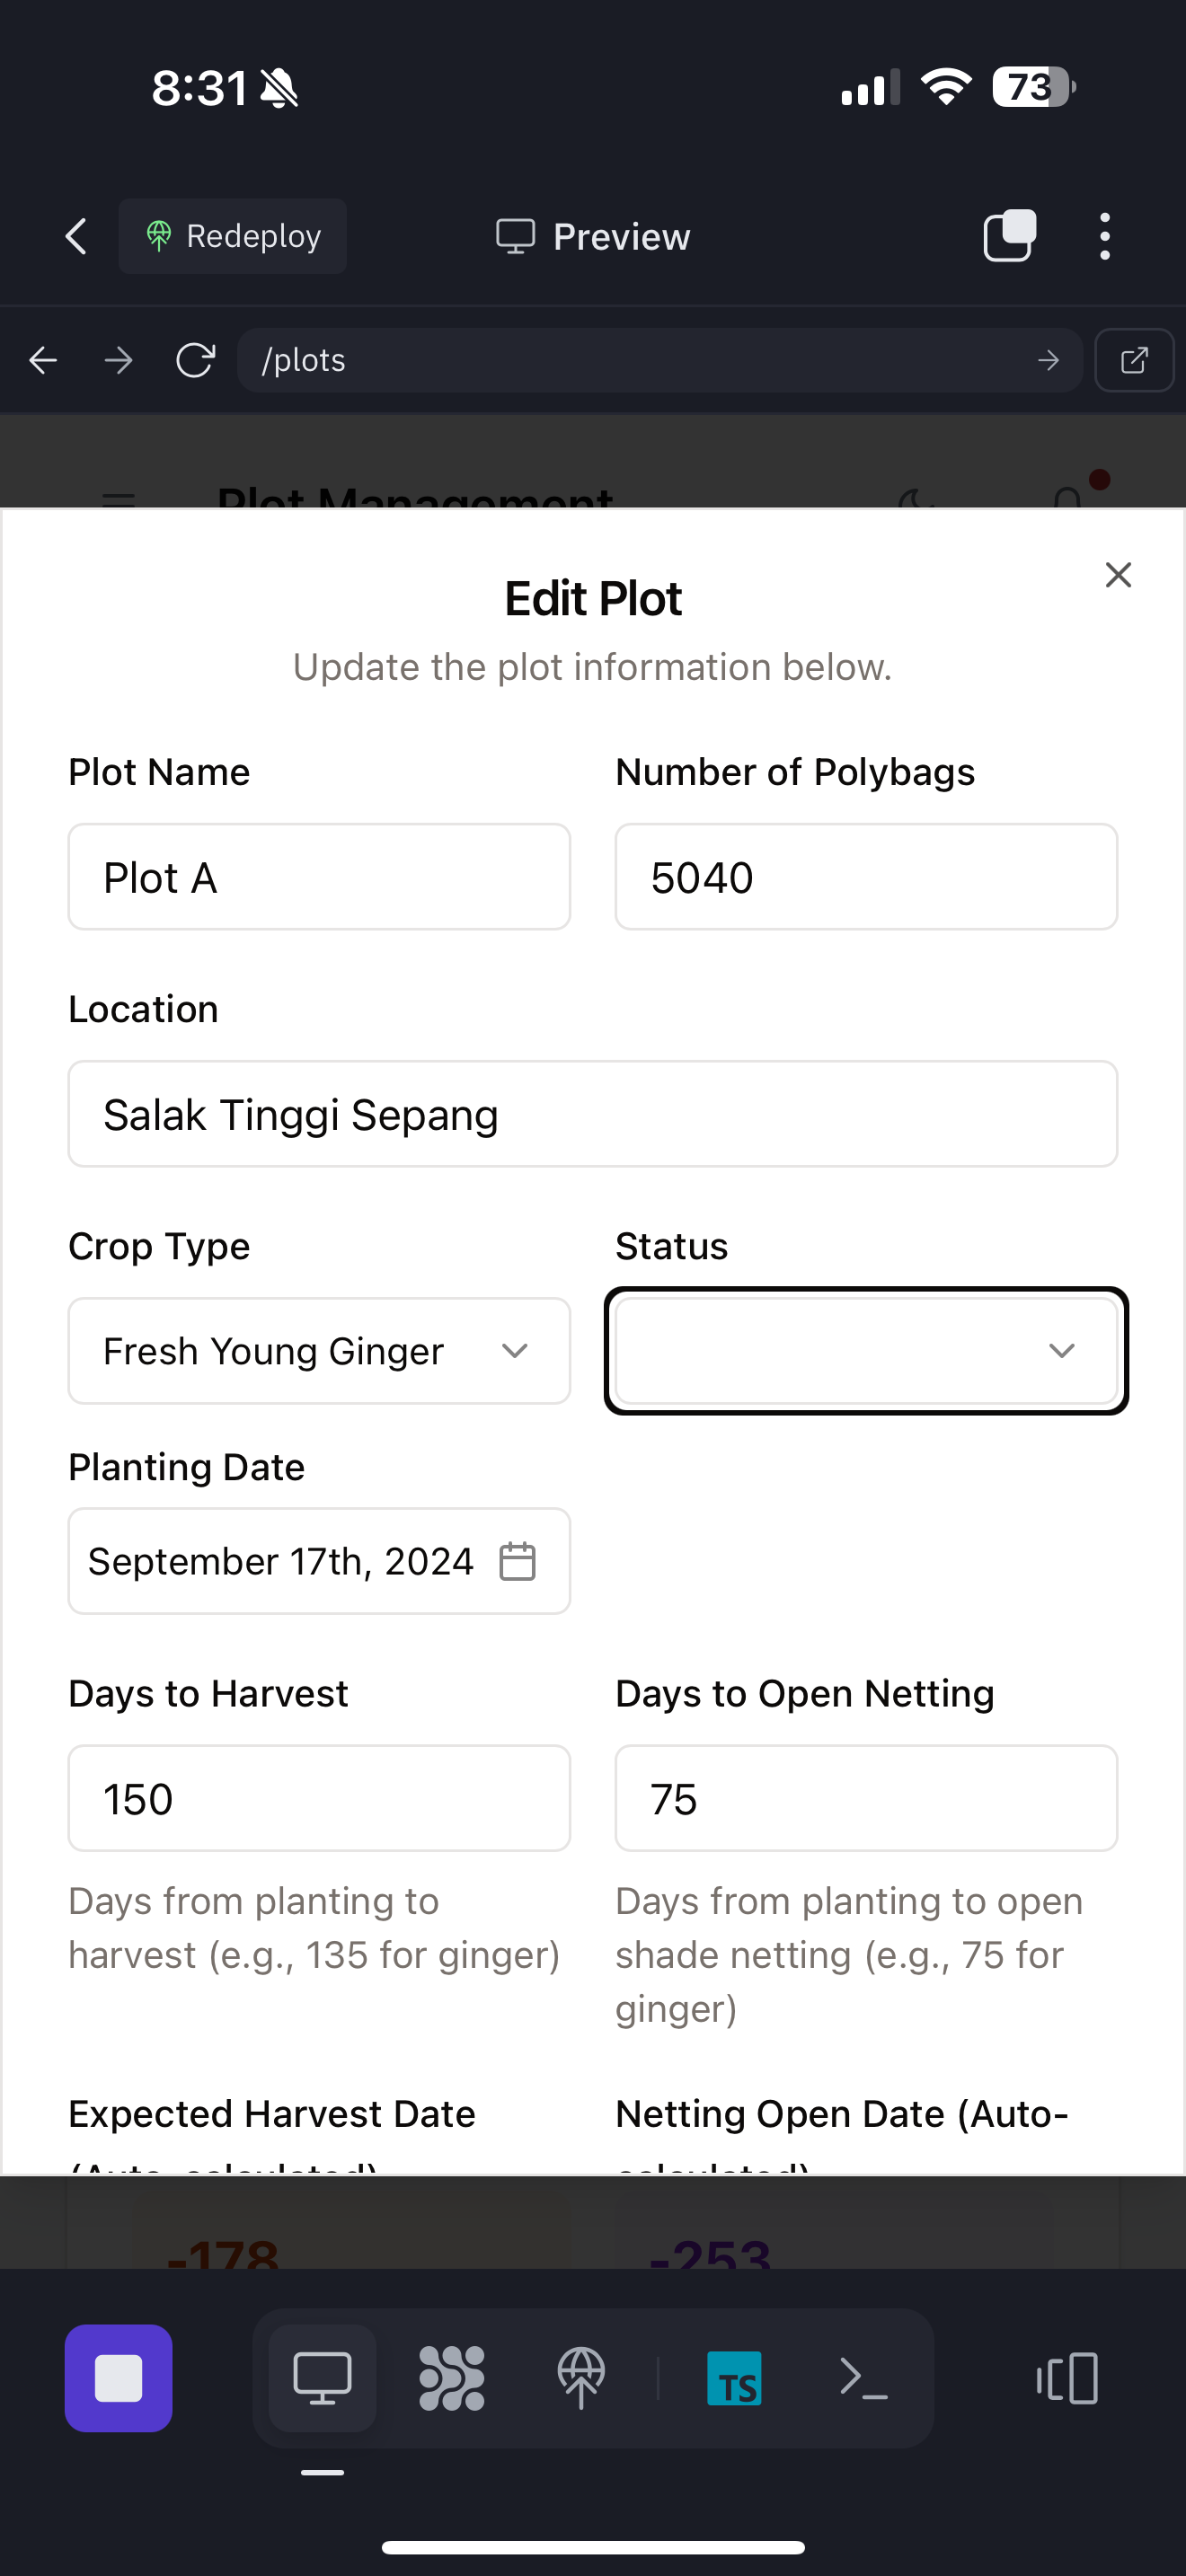 8:31
73
Redeploy
Preview
/plots
Plot Management
Edit Plot
Update the plot information below.
Plot Name
Number of Polybags
Plot A
5040
Location
Salak Tinggi Sepang
Crop Type
Status
Fresh Young Ginger
Planting Date
September 17th, 2024
Days to Harvest
Days to Open Netting
150
75
Days from planting to
harvest (e.g., 135 for ginger)
Days from planting to open
shade netting (e.g., 75 for
ginger)
Expected Harvest Date
(Auto-calculated)
Netting Open Date (Auto-
calculated)
-178
-253
TS